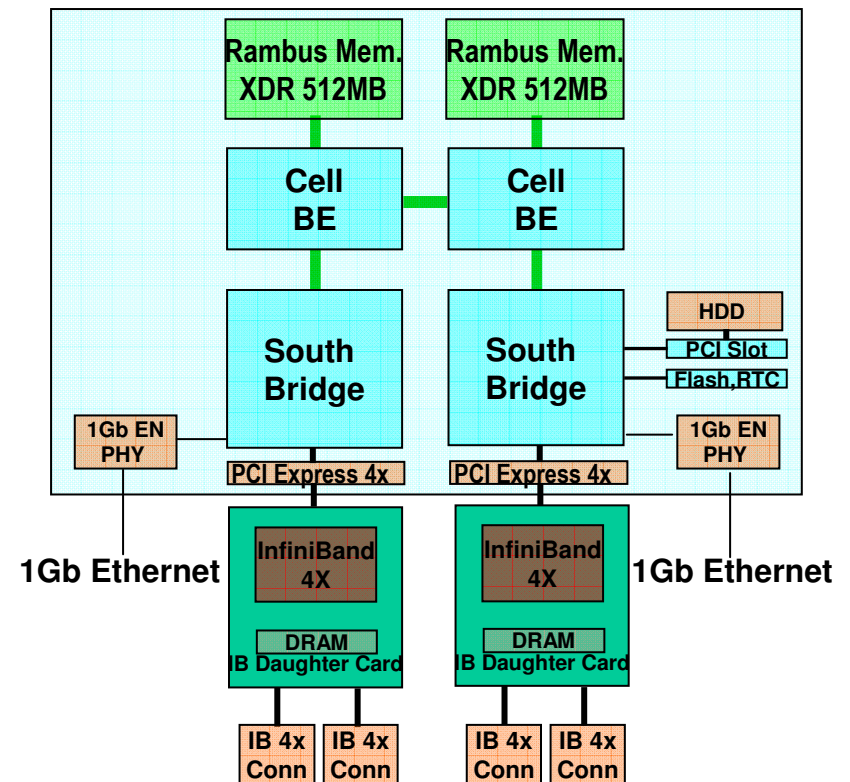 Rambus Mem.
XDR 512MB
Rambus Mem.
XDR 512MB
Cell
BE
Cell
BE
South
Bridge
South
Bridge
HDD
PCI Slot
Flash,RTC
1Gb EN
PHY
1Gb EN
PHY
PCI Express 4x
PCI Express 4x
1Gb Ethernet
InfiniBand
4X
DRAM
IB Daughter Card
InfiniBand
4X
DRAM
IB Daughter Card
1Gb Ethernet
IB 4x
Conn
IB 4x
Conn
IB 4x
Conn
IB 4x
Conn